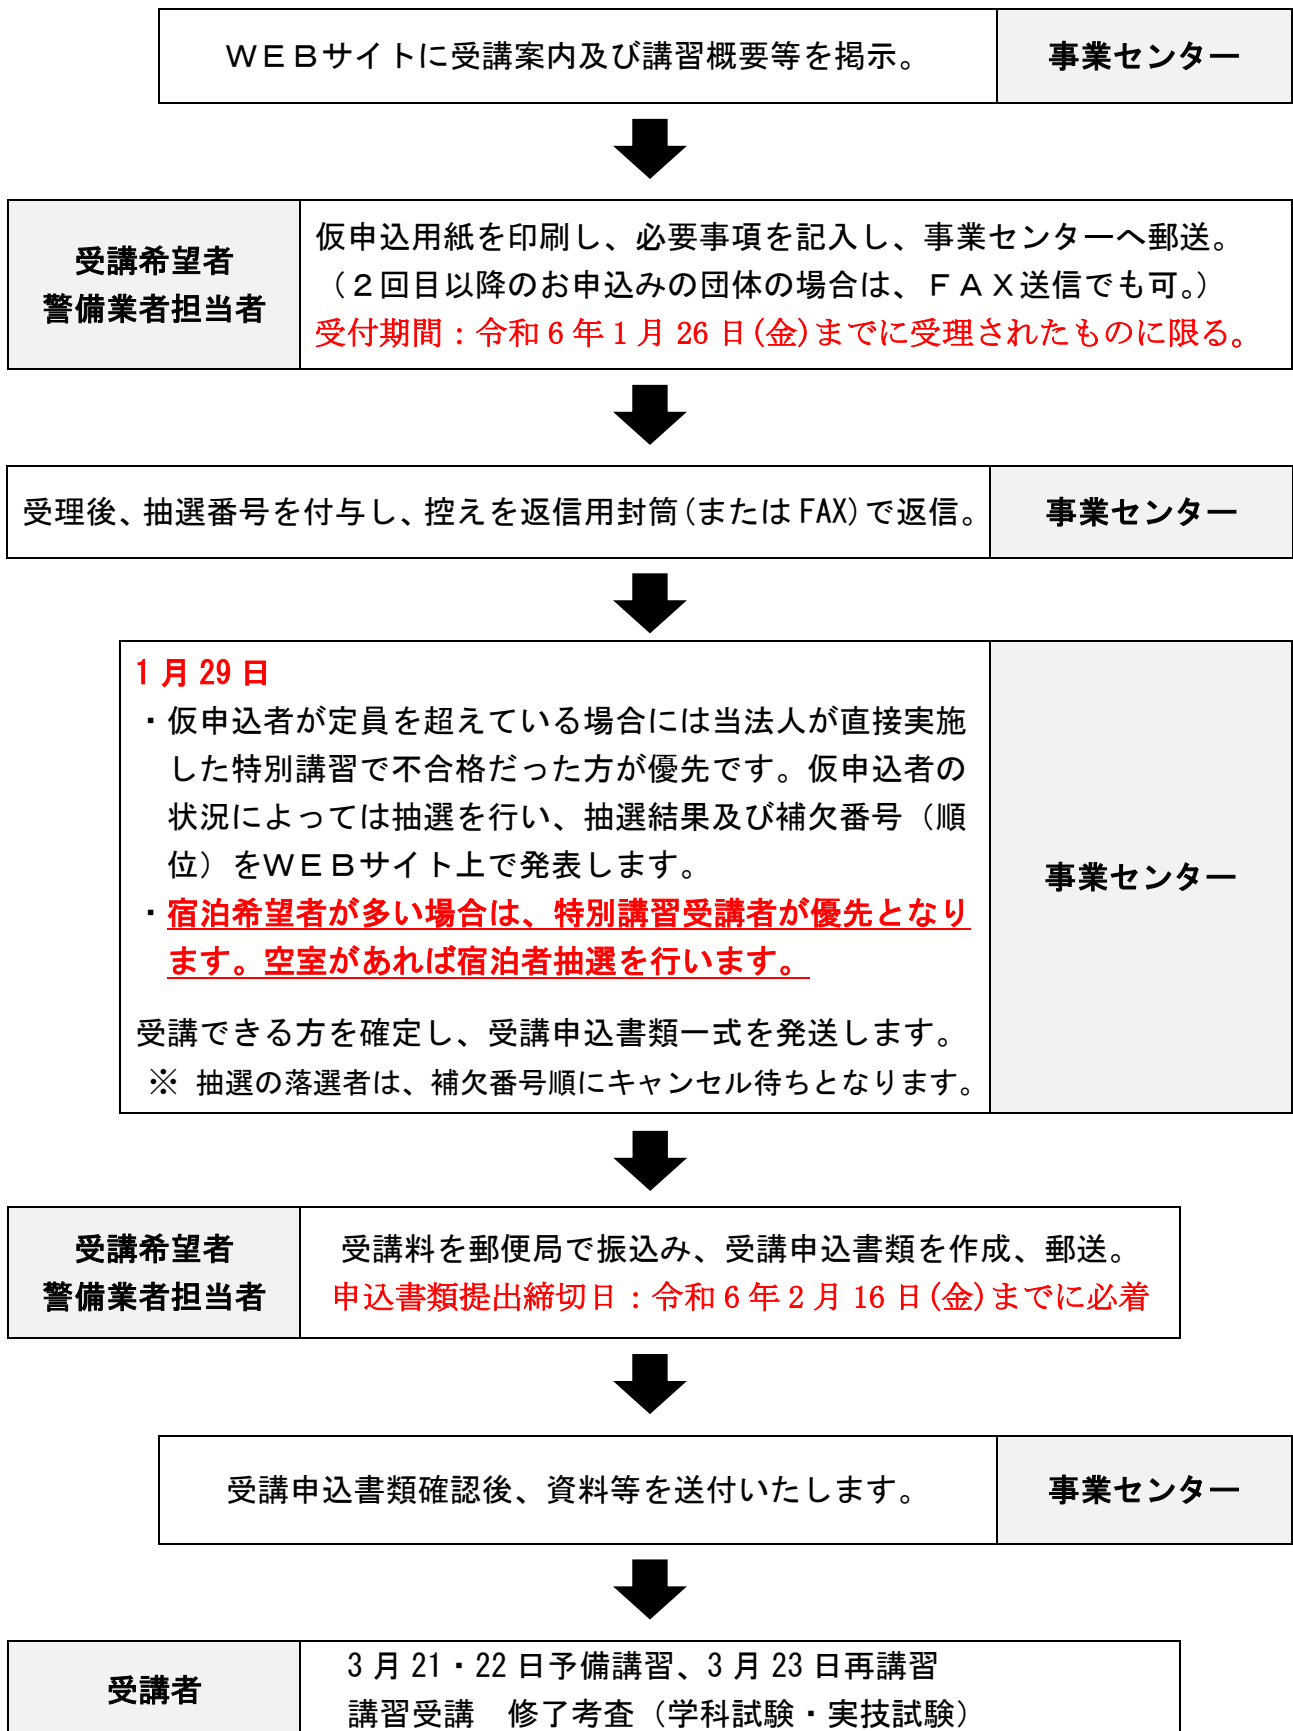 ＷＥＢサイトに受講案内及び講習概要等を掲示。
事業センター
受講希望者
警備業者担当者
仮申込用紙を印刷し、必要事項を記入し、事業センターへ郵送。
（２回目以降のお申込みの団体の場合は、ＦＡＸ送信でも可。）
受付期間：令和６年１月 26 日(金)までに受理されたものに限る。
受理後、抽選番号を付与し、控えを返信用封筒(または FAX)で返信。
事業センター
1 月 29 日
・仮申込者が定員を超えている場合には当法人が直接実施
した特別講習で不合格だった方が優先です。仮申込者の
状況によっては抽選を行い、抽選結果及び補欠番号（順
位）をＷＥＢサイト上で発表します。
・宿泊希望者が多い場合は、特別講習受講者が優先となり
ます。空室があれば宿泊者抽選を行います。
受講できる方を確定し、受講申込書類一式を発送します。
※ 抽選の落選者は、補欠番号順にキャンセル待ちとなります。
事業センター
受講希望者
警備業者担当者
受講料を郵便局で振込み、受講申込書類を作成、郵送。
申込書類提出締切日：令和６年２月 16 日(金)までに必着
受講申込書類確認後、資料等を送付いたします。
事業センター
受講者
3 月 21・22 日予備講習、3 月 23 日再講習
講習受講　修了考査（学科試験・実技試験）